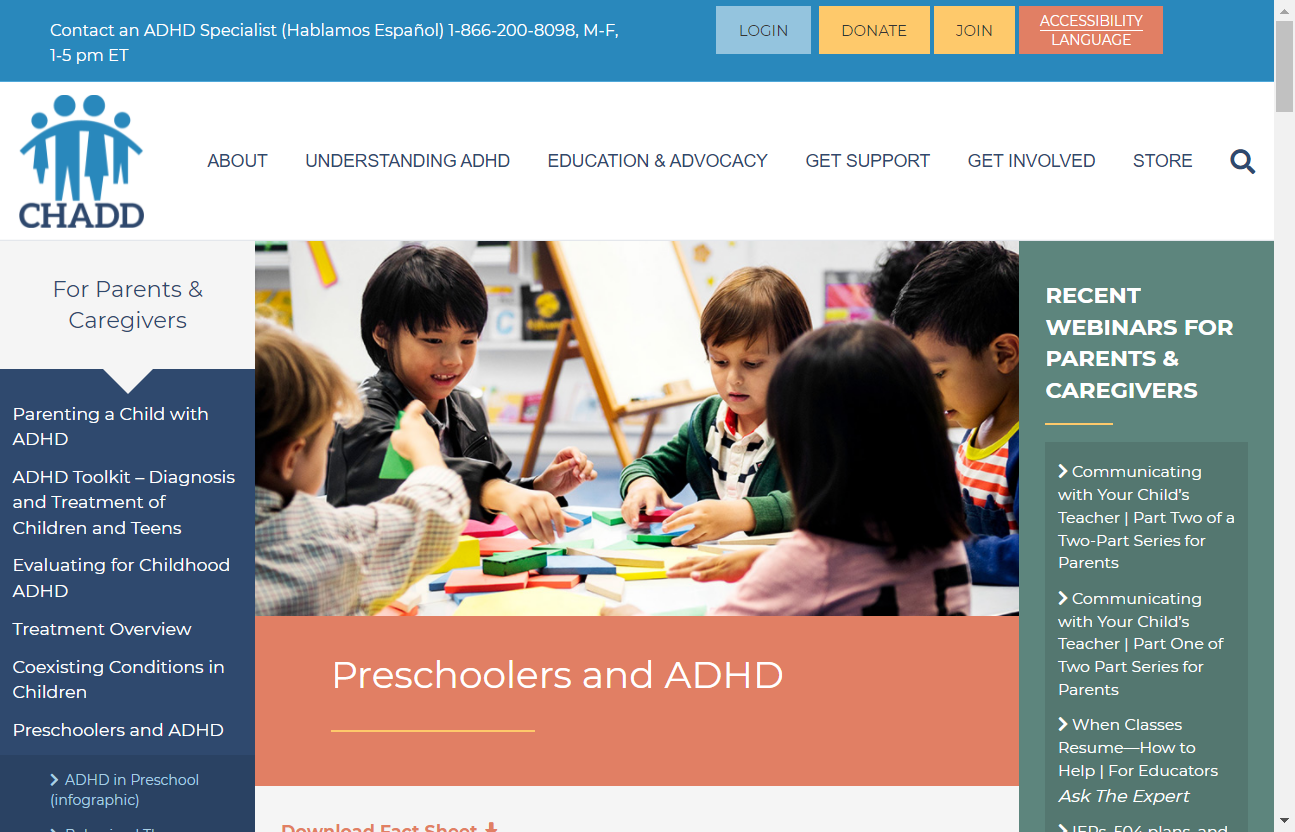 Contact an ADHD Specialist (Hablamos Español) 1-866-200-8098, M-F,
1-5 pm ET
LOGIN
DONATE
JOIN
ACCESSIBILITY
LANGUAGE
CHADD
ABOUT
UNDERSTANDING ADHD
EDUCATION & ADVOCACY
GET SUPPORT
GET INVOLVED
STORE
For Parents &
Caregivers
Parenting a Child with
ADHD
ADHD Toolkit – Diagnosis
and Treatment of
Children and Teens
Evaluating for Childhood
ADHD
Treatment Overview
Coexisting Conditions in
Children
Preschoolers and ADHD
ADHD in Preschool
(infographic)
Preschoolers and ADHD
Download Fact Sheet
RECENT
WEBINARS FOR
PARENTS &
CAREGIVERS
Communicating
with Your Child's
Teacher | Part Two of a
Two-Part Series for
Parents
Communicating
with Your Child's
Teacher | Part One of
Two Part Series for
Parents
When Classes
Resume—How to
Help | For Educators
Ask The Expert
IEPs, 504 plans, and